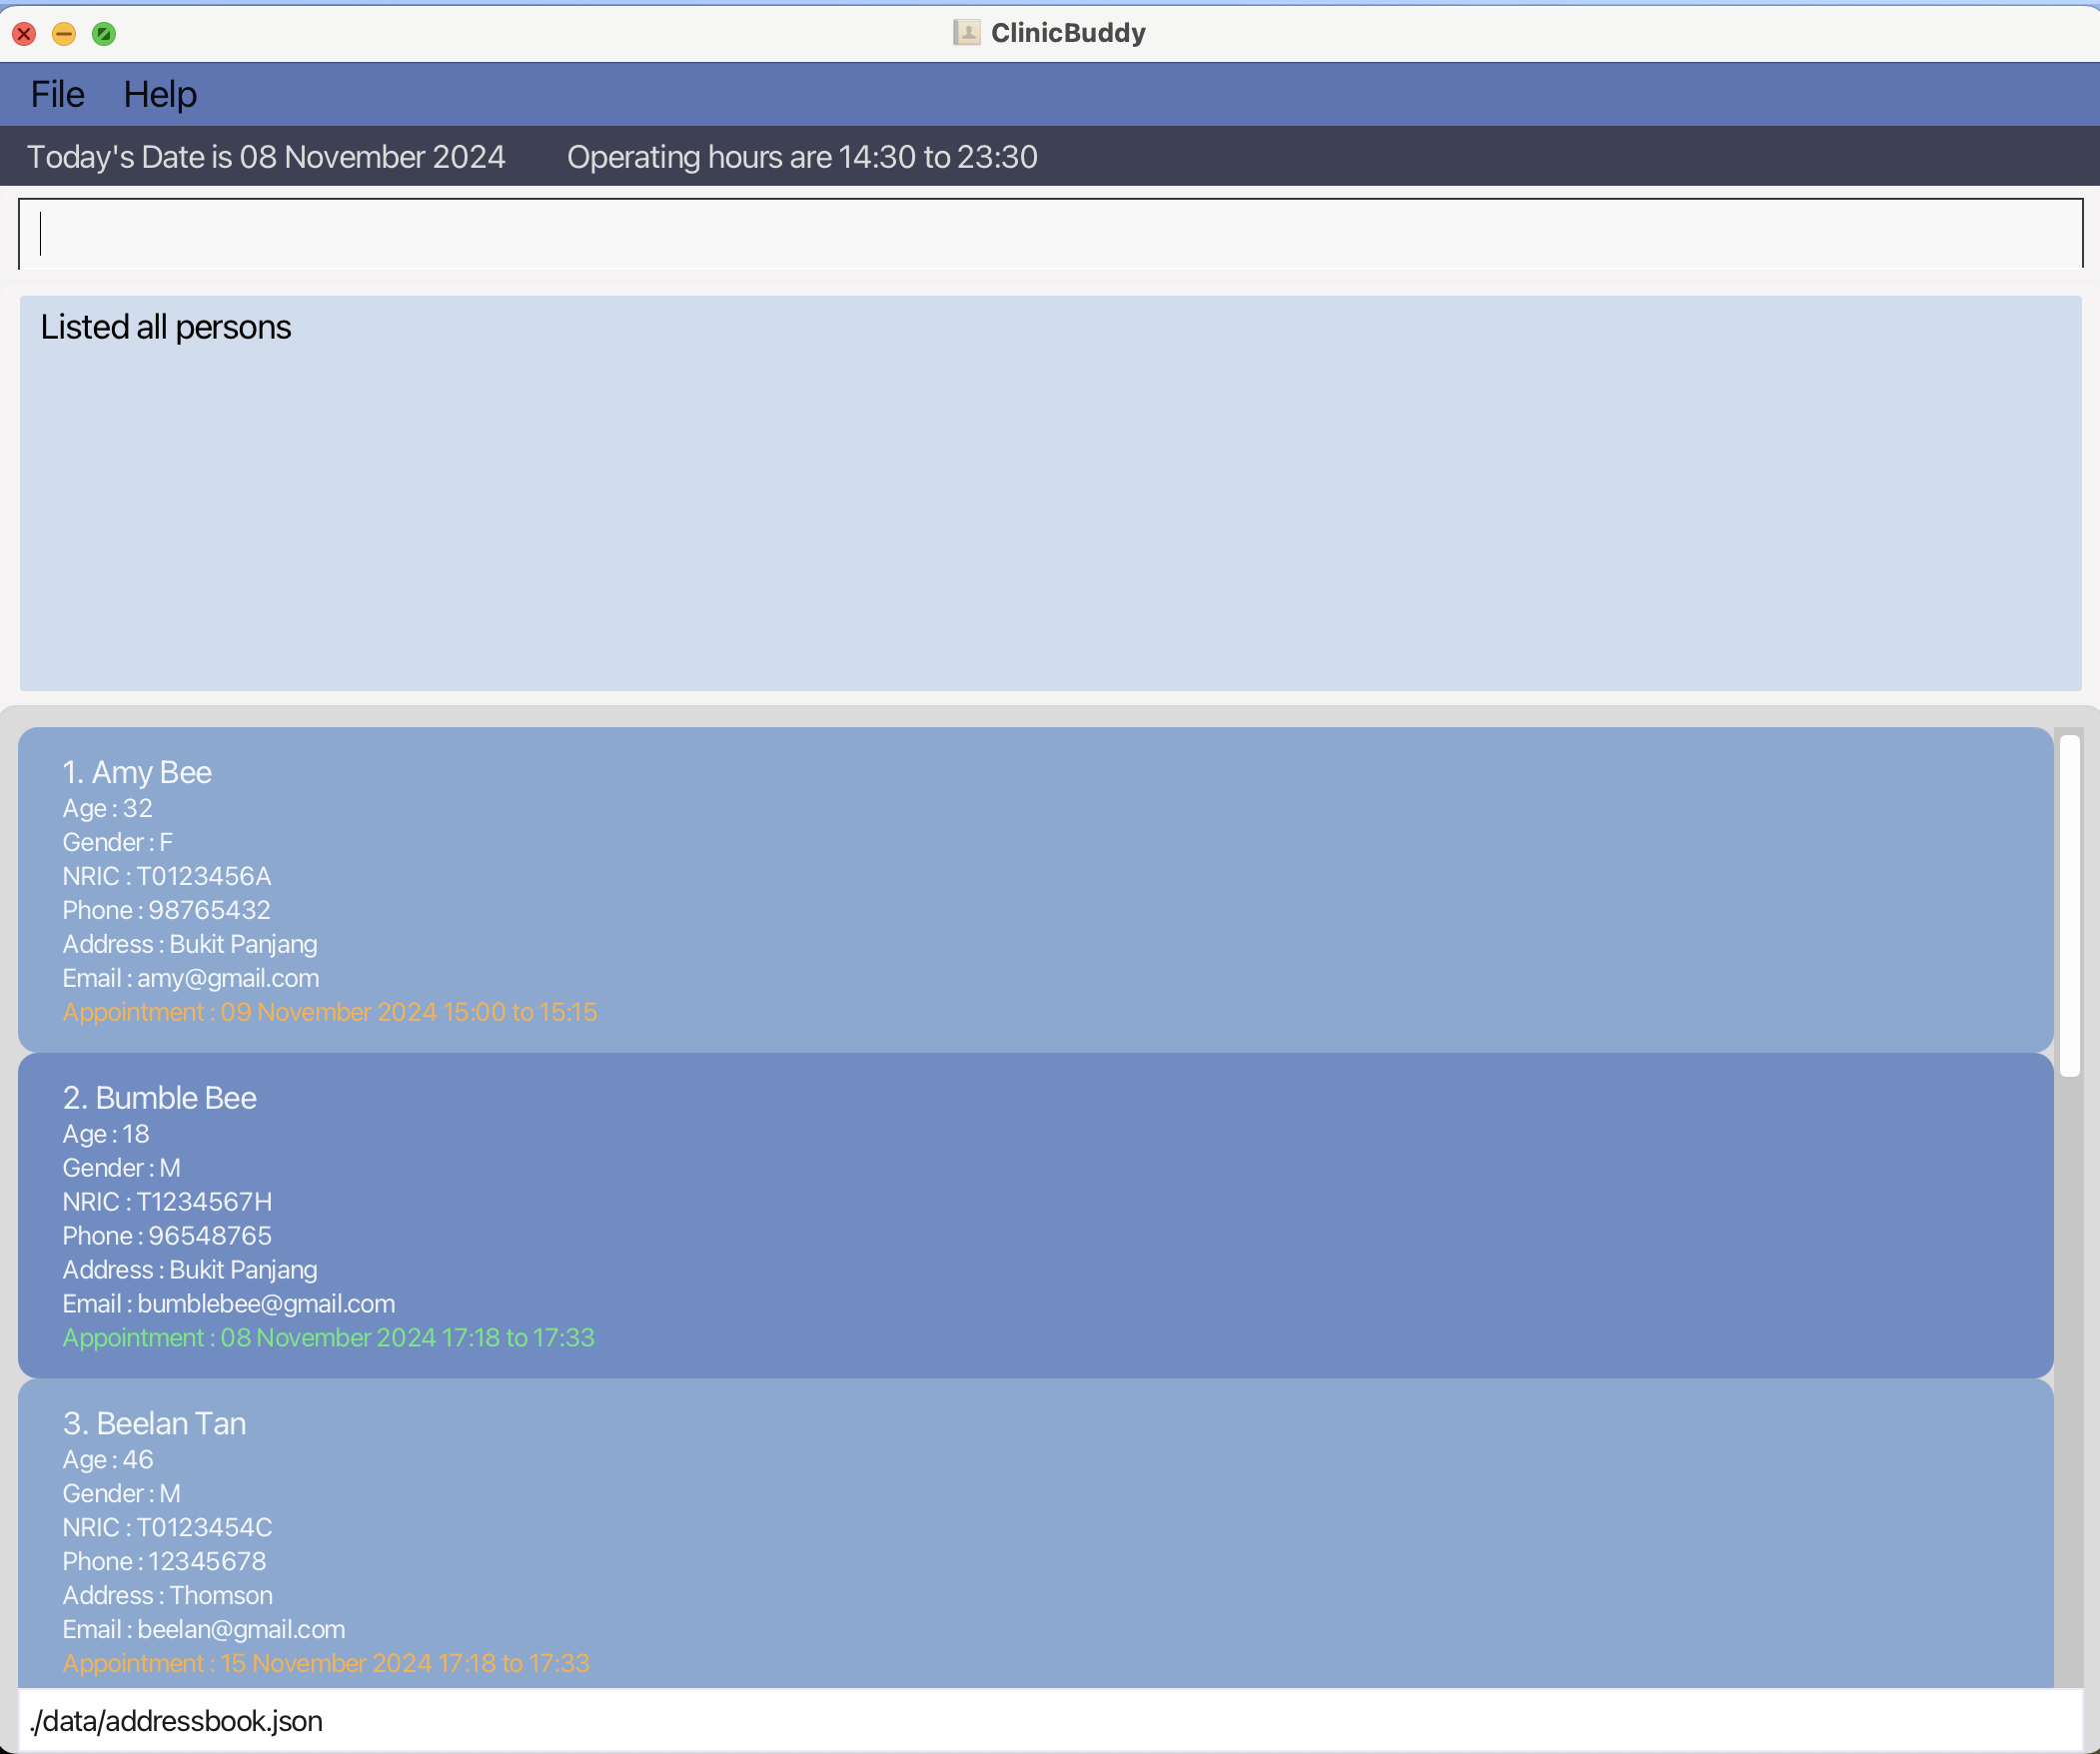 ClinicBuddy
File Help
Today's Date is 08 November 2024 Operating hours are 14:30 to 23:30
Listed all persons
1. Amy Bee
Age : 32
Gender : F
NRIC : T0123456A
Phone : 98765432
Address : Bukit Panjang
Email : amy@gmail.com
Appointment : 09 November 2024 15:00 to 15:15
2. Bumble Bee
Age : 18
Gender : M
NRIC : T1234567H
Phone : 96548765
Address : Bukit Panjang
Email : bumblebee@gmail.com
Appointment : 08 November 2024 17:18 to 17:33
3. Beelan Tan
Age : 46
Gender : M
NRIC : T0123454C
Phone : 12345678
Address : Thomson
Email : beelan@gmail.com
Appointment : 15 November 2024 17:18 to 17:33
./data/addressbook.json